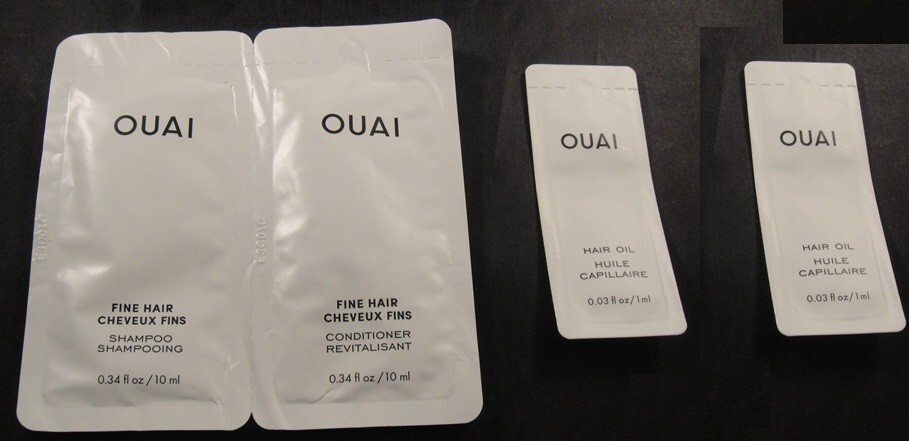 OUAI
FINE HAIR
CHEVEUX FINS
SHAMPOO
SHAMPOOING
0.34 fl oz / 10 ml
OUAI
FINE HAIR
CHEVEUX FINS
CONDITIONER
REVITALISANT
0.34 fl oz / 10 ml
OUAI
HAIR OIL
HUILE
CAPILLAIRE
0.03 fl oz/1 ml
OUAI
HAIR OIL
HUILE
CAPILLAIRE
0.03 fl oz/1 ml